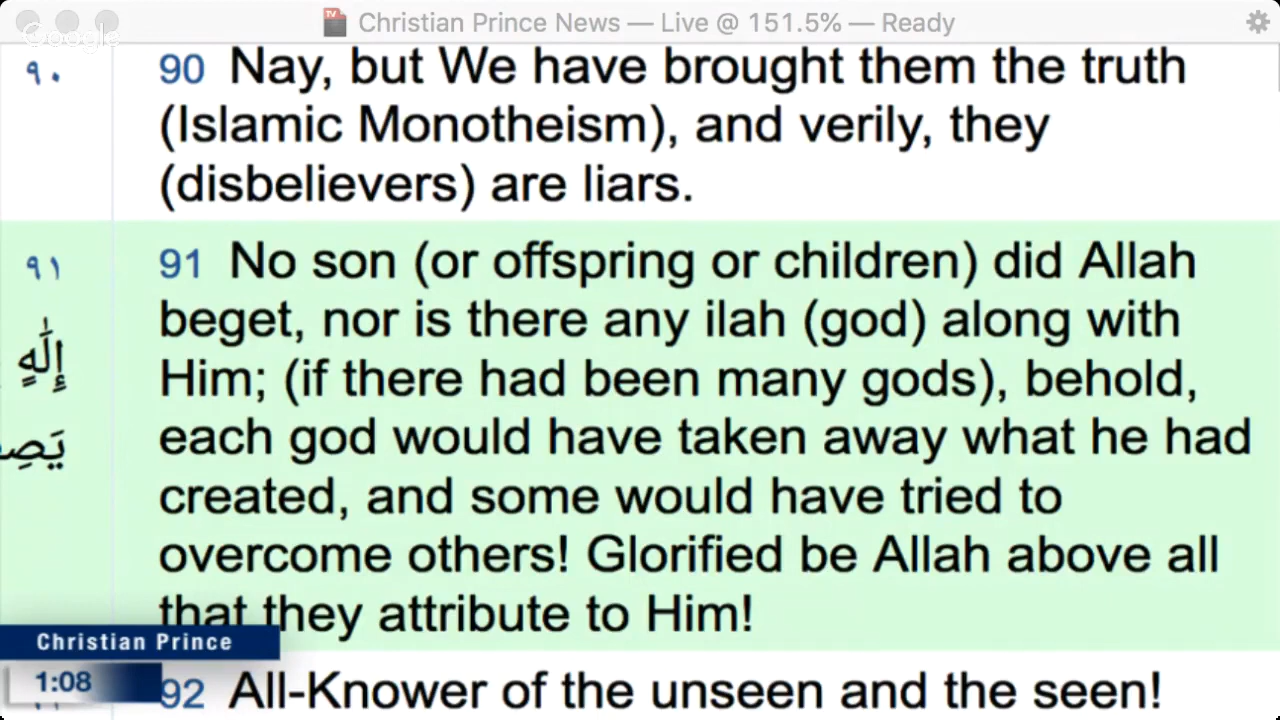 Christian Prince News — Live @ 151.5% — Ready
Google
٩٠
90 Nay, but We have brought them the truth
(Islamic Monotheism), and verily, they
(disbelievers) are liars.
٩١
91 No son (or offspring or children) did Allah
beget, nor is there any ilah (god) along with
إِلَٰهٍ
Him; (if there had been many gods), behold,
each god would have taken away what he had
created, and some would have tried to
overcome others! Glorified be Allah above all
that they attribute to Him!
Christian Prince
1:08
92 All-Knower of the unseen and the seen!